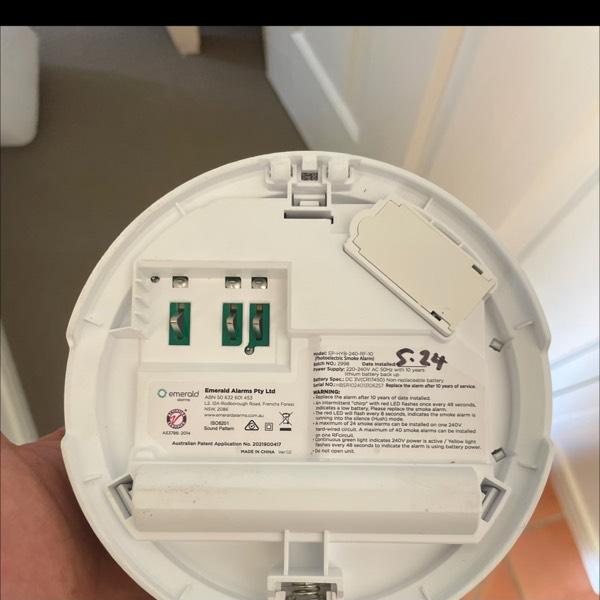 Model: EP-HYB-240-RF-10
(Photoelectric Smoke Alarm)
Batch NO.: 2998 Date Installed: 5.24
Power Supply: 220-240V AC 50Hz with 10 years
lithium battery back up
Battery Spec.: DC 3V(CR17450) Non-replaceable battery
Replace the alarm after 10 years of service.
WARNING:
- Replace the alarm after 10 years of date installed.
- An intermittent "chirp" with red LED flashes once every 48 seconds,
indicates a low battery, Please replace the smoke alarm.
- The red LED will flash every 8 seconds, indicates the smoke alarm is
running into the silence (Hush) mode.
- A maximum of 24 smoke alarms can be installed on one 240V
hard-wired circuit. A maximum of 40 smoke alarms can be installed
on one RF circuit.
- Continuous green light indicates 240V power is active / Yellow light
flashes every 48 seconds to indicate the alarm is using battery power.
- Do not open unit.
emerald
alarms
Emerald Alarms Pty Ltd
ABN 50 632 601 453
L2, 10A Rodborough Road, Frenchs Forest
NSW, 2086
www.emeraldalarms.com.au
AS3786: 2014
ISO8201
Sound Pattern
Australian Patent Application No. 2021900417
MADE IN CHINA Ver 1.0